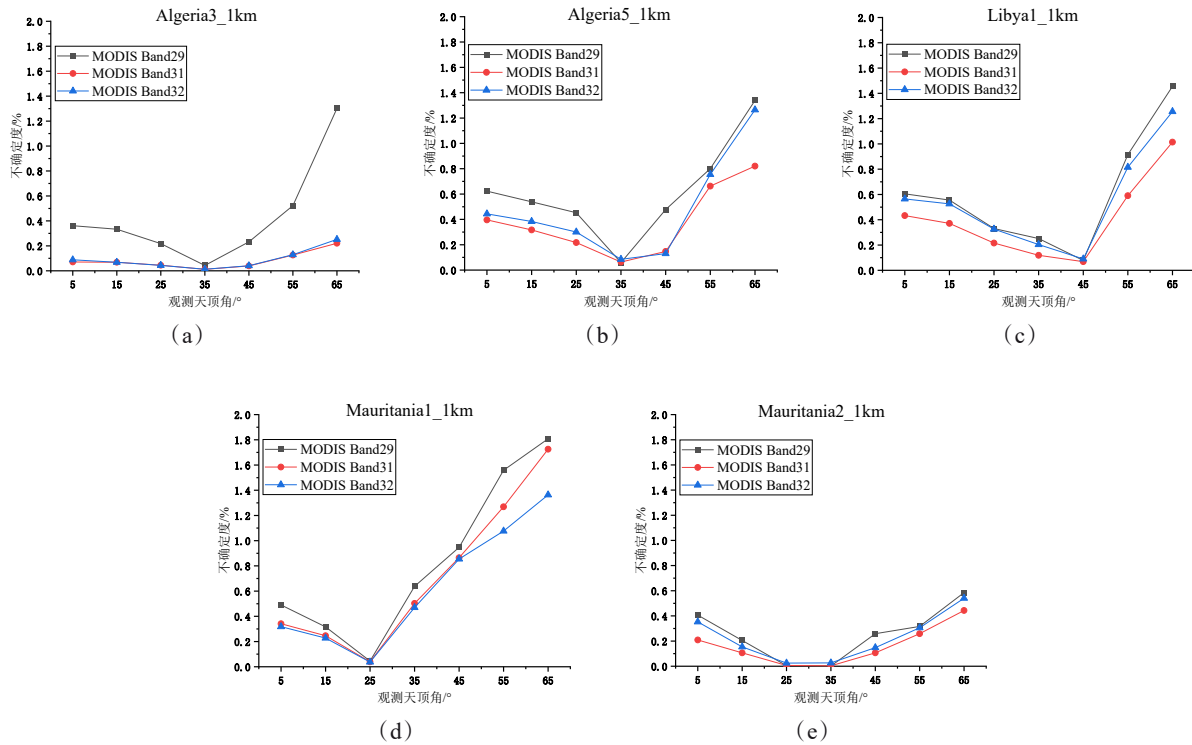 Algeria3_1km
2.0
1.8
1.6
1.4
1.2
1.0
0.8
0.6
0.4
0.2
0.0
不确定度/%
MODIS Band29
MODIS Band31
MODIS Band32
5 15 25 35 45 55 65
观测天顶角/°
(a)
Algeria5_1km
2.0
1.8
1.6
1.4
1.2
1.0
0.8
0.6
0.4
0.2
0.0
不确定度/%
MODIS Band29
MODIS Band31
MODIS Band32
5 15 25 35 45 55 65
观测天顶角/°
(b)
Libya1_1km
2.0
1.8
1.6
1.4
1.2
1.0
0.8
0.6
0.4
0.2
0.0
不确定度/%
MODIS Band29
MODIS Band31
MODIS Band32
5 15 25 35 45 55 65
观测天顶角/°
(c)
Mauritania1_1km
2.0
1.8
1.6
1.4
1.2
1.0
0.8
0.6
0.4
0.2
0.0
不确定度/%
MODIS Band29
MODIS Band31
MODIS Band32
5 15 25 35 45 55 65
观测天顶角/°
(d)
Mauritania2_1km
2.0
1.8
1.6
1.4
1.2
1.0
0.8
0.6
0.4
0.2
0.0
不确定度/%
MODIS Band29
MODIS Band31
MODIS Band32
5 15 25 35 45 55 65
观测天顶角/°
(e)